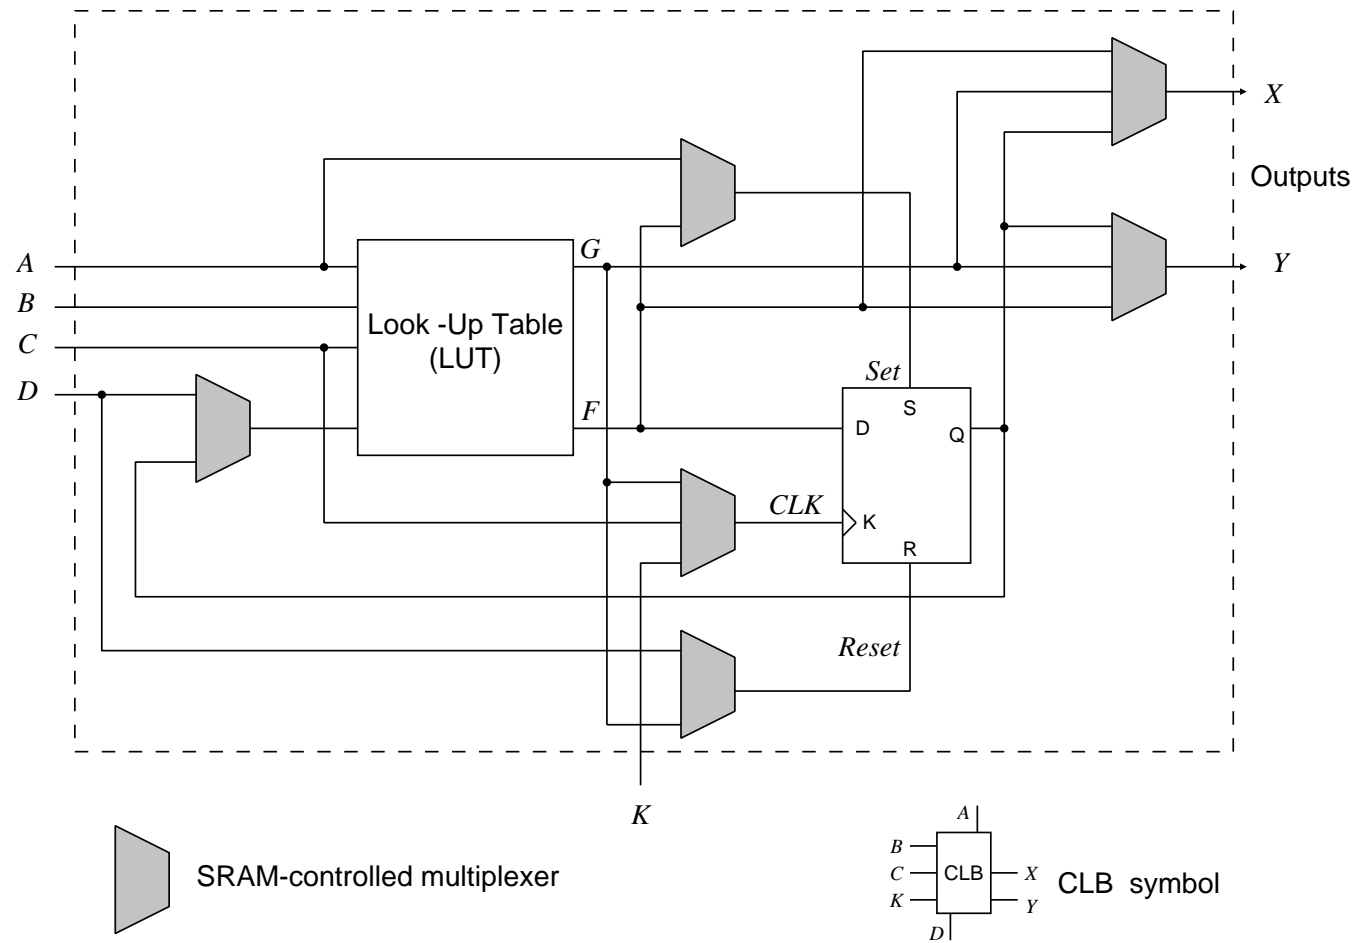 X
Outputs
A
G
Y
B
Look -Up Table
(LUT)
C
Set
D
F
S
D
Q
CLK
K
R
Reset
K
SRAM-controlled multiplexer
A
B
C
CLB
X
K
Y
D
CLB symbol